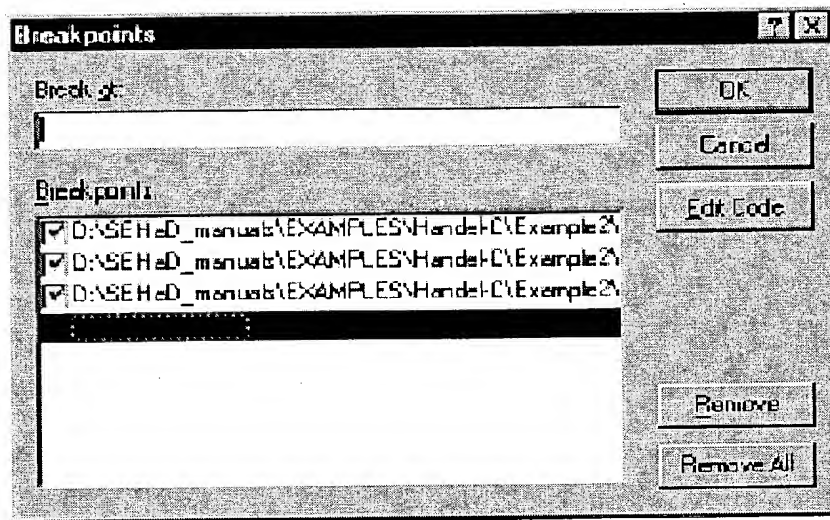 Breakpoints
Break at:
OK
Cancel
Breakpoints
Edit Code
D:\SEHaD_manuals\EXAMPLES\Handel-C\Example2\
D:\SEHaD_manuals\EXAMPLES\Handel-C\Example2\
D:\SEHaD_manuals\EXAMPLES\Handel-C\Example2\
Remove
Remove All